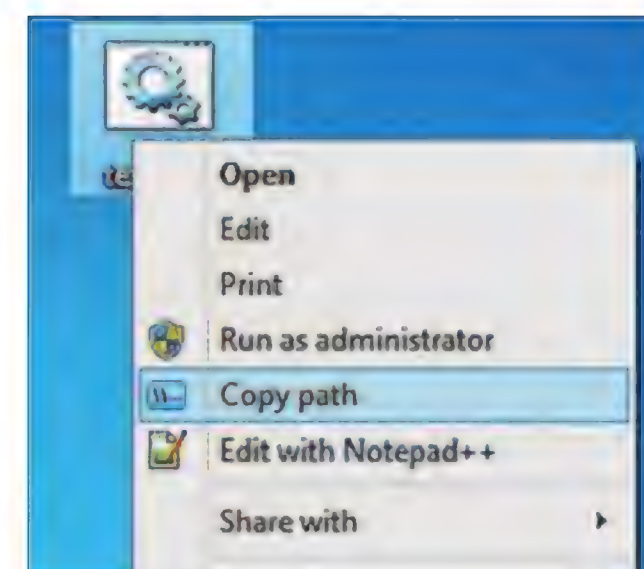 Open
Edit
Print
Run as administrator
Copy path
Edit with Notepad++
Share with